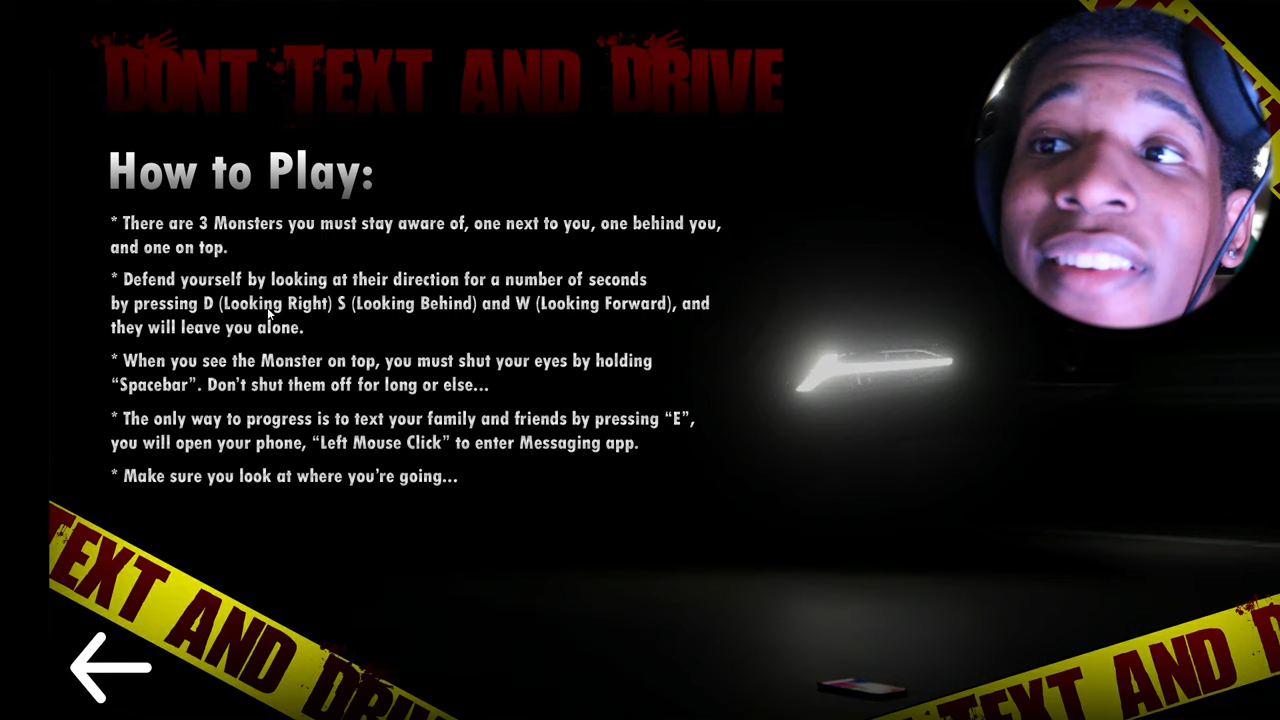 DONT TEXT AND DRIVE
How to Play:
* There are 3 Monsters you must stay aware of, one next to you, one behind you,
and one on top.
* Defend yourself by looking at their direction for a number of seconds
by pressing D (Looking Right) S (Looking Behind) and W (Looking Forward), and
they will leave you alone.
* When you see the Monster on top, you must shut your eyes by holding
“Spacebar”. Don’t shut them off for long or else...
* The only way to progress is to text your family and friends by pressing “E”,
you will open your phone, “Left Mouse Click” to enter Messaging app.
* Make sure you look at where you’re going...
TEXT AND DRIV
TEXT AND D